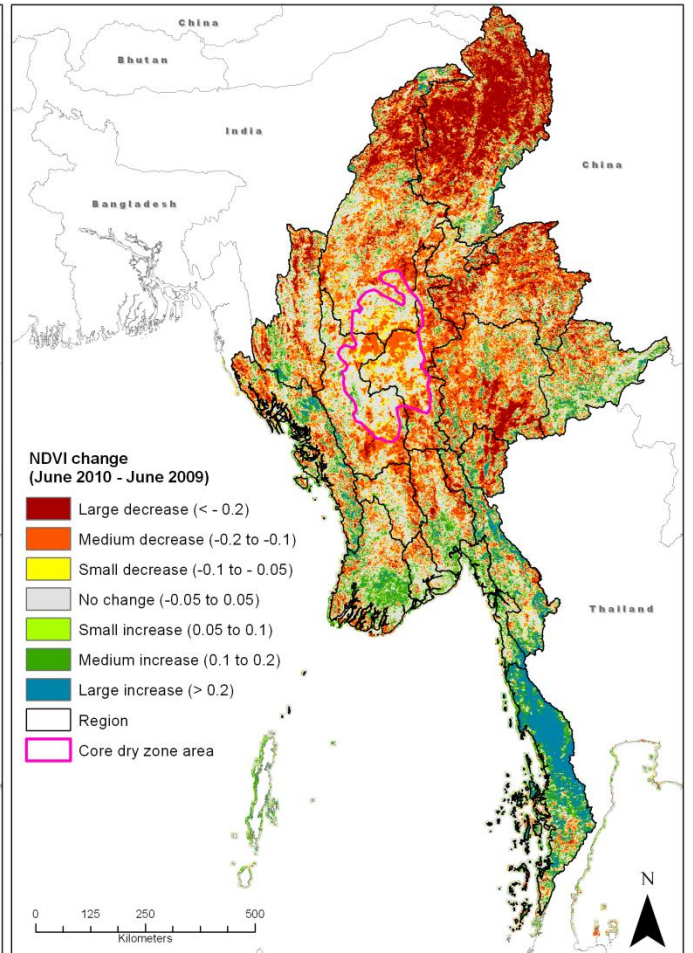 China
Bhutan
India
China
Bangladesh
NDVI change
(June 2010 - June 2009)
Large decrease (< - 0.2)
Medium decrease (-0.2 to -0.1)
Small decrease (-0.1 to - 0.05)
No change (-0.05 to 0.05)
Small increase (0.05 to 0.1)
Medium increase (0.1 to 0.2)
Large increase (> 0.2)
Region
Core dry zone area
Thailand
N
0 125 250 500
Kilometers